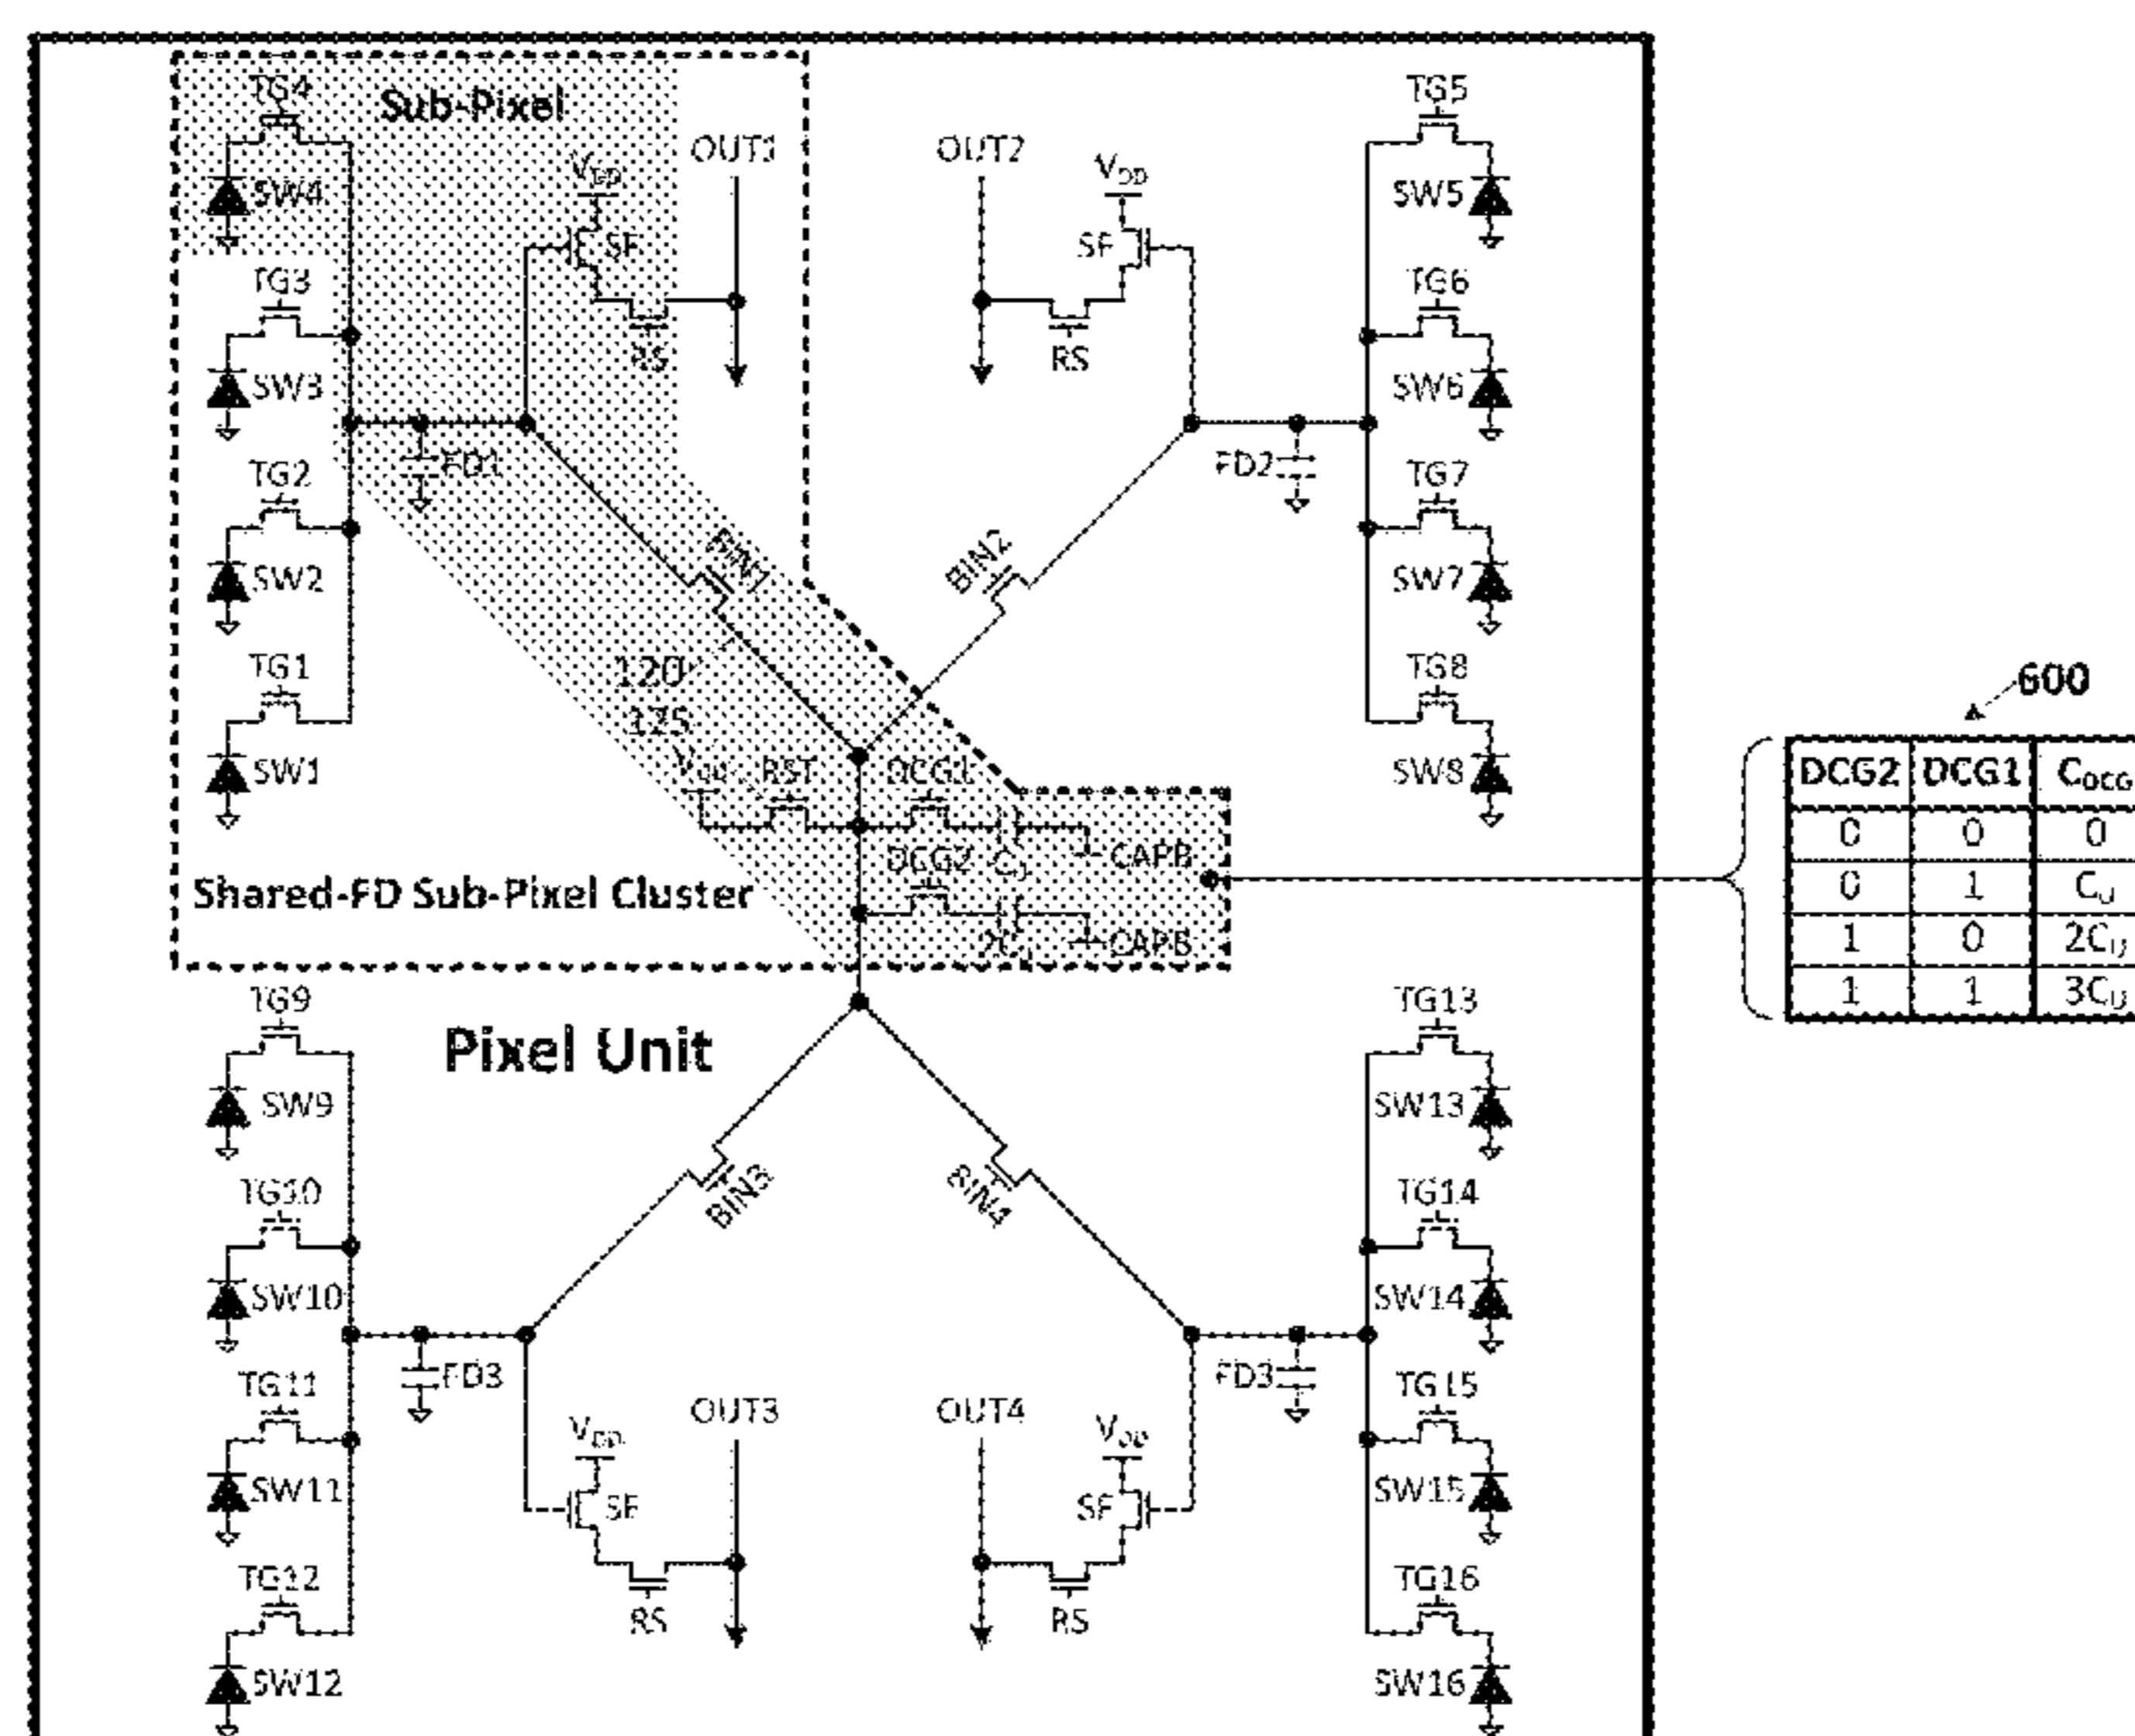 TG4
Sub-Pixel
VDD
OUT1
SW4
SF
TG3
RS
SW3
TG2
FD1
SW2
BIN1
TG1
120
125
SW1
VDD
RST
DCG1
CAPB
DCG2
CU
Shared-FD Sub-Pixel Cluster
2CU
CAPB
OUT2
VDD
TG5
SW5
SF
TG6
RS
SW6
FD2
TG7
BIN2
SW7
TG8
SW8
600
DCG2 DCG1 CDCG
0 0 0
0 1 CU
1 0 2CU
1 1 3CU
Pixel Unit
TG9
SW9
TG10
BIN3
SW10
FD3
TG11
OUT3
VDD
SW11
SF
TG12
RS
SW12
TG13
SW13
BIN4
TG14
SW14
FD3
TG15
OUT4
VDD
SW15
SF
TG16
RS
SW16